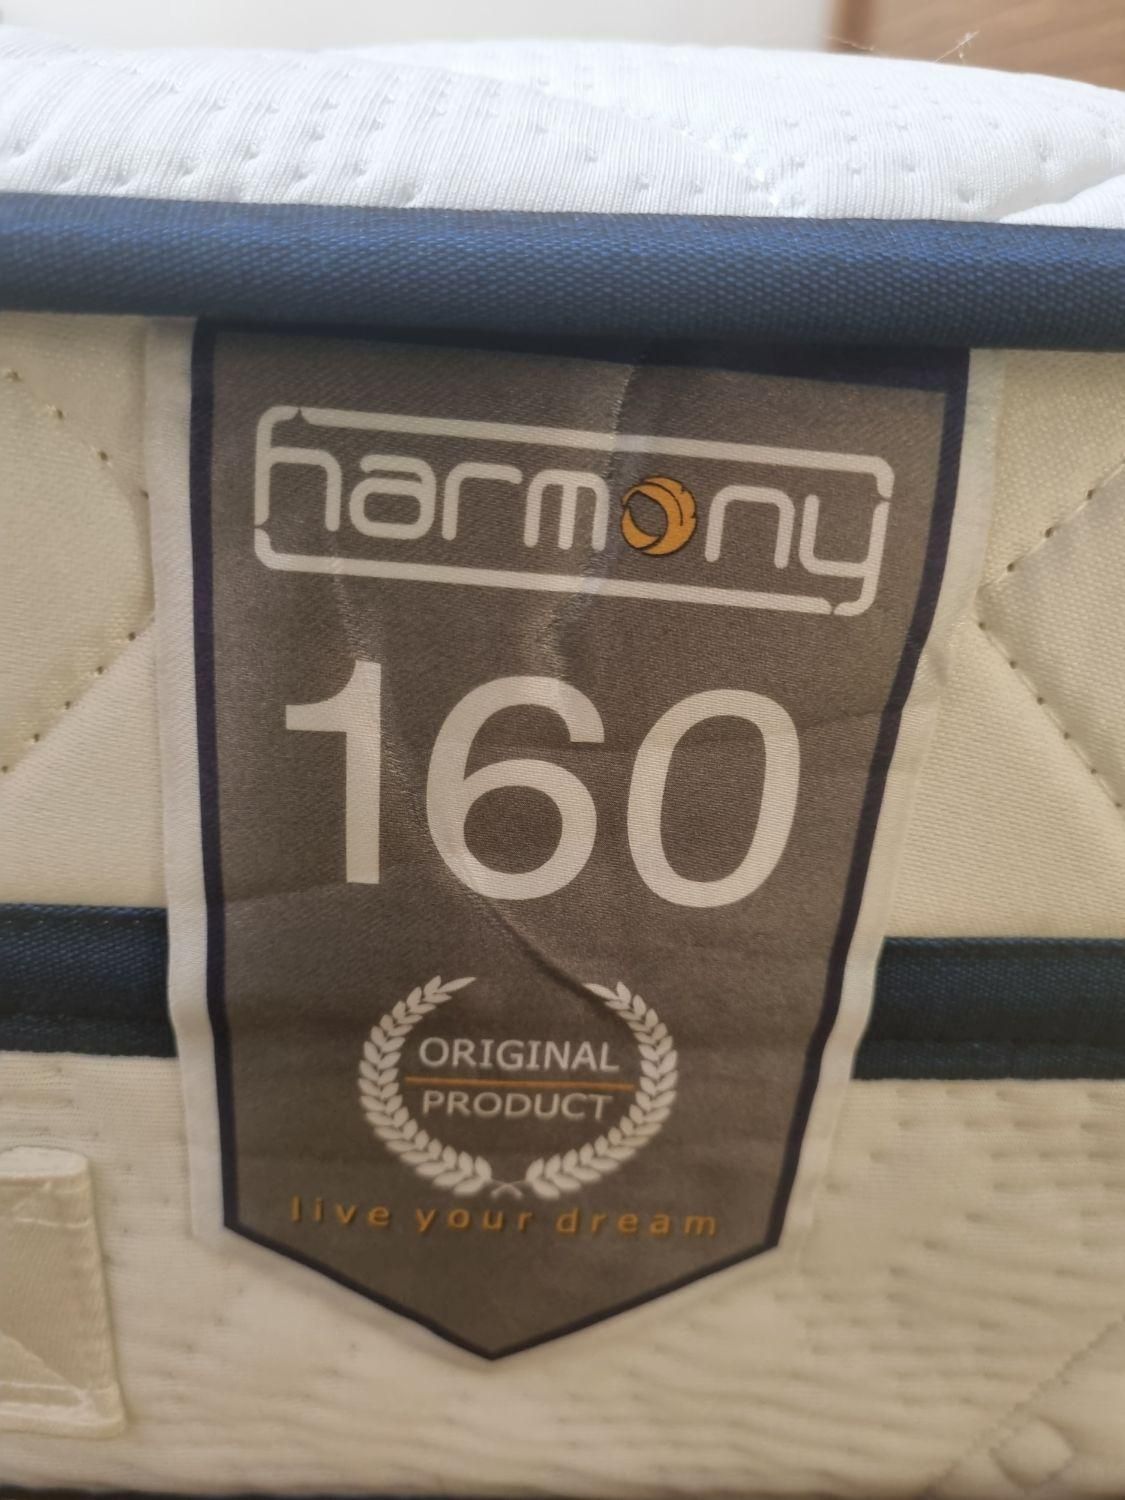 harmony
160
ORIGINAL
PRODUCT
live your dream